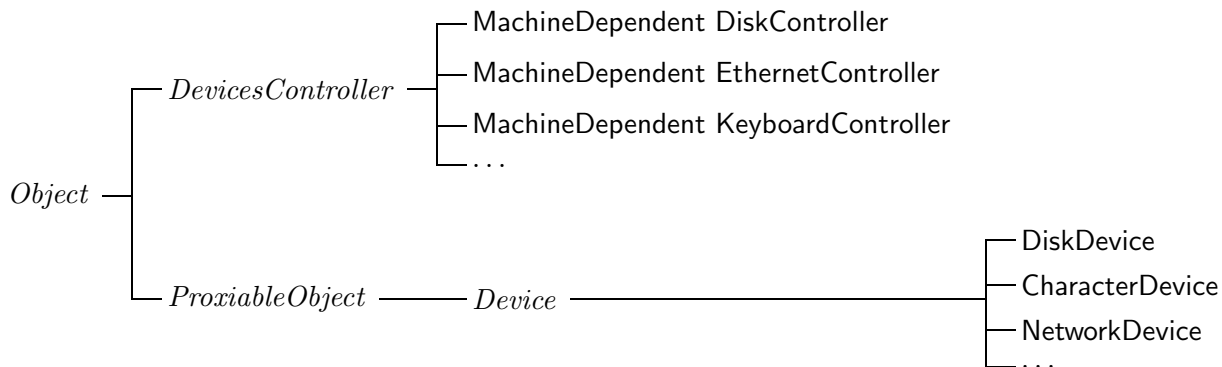 MachineDependent DiskController
MachineDependent EthernetController
DevicesController
MachineDependent KeyboardController
...
Object
DiskDevice
CharacterDevice
ProxiableObject
Device
NetworkDevice
...